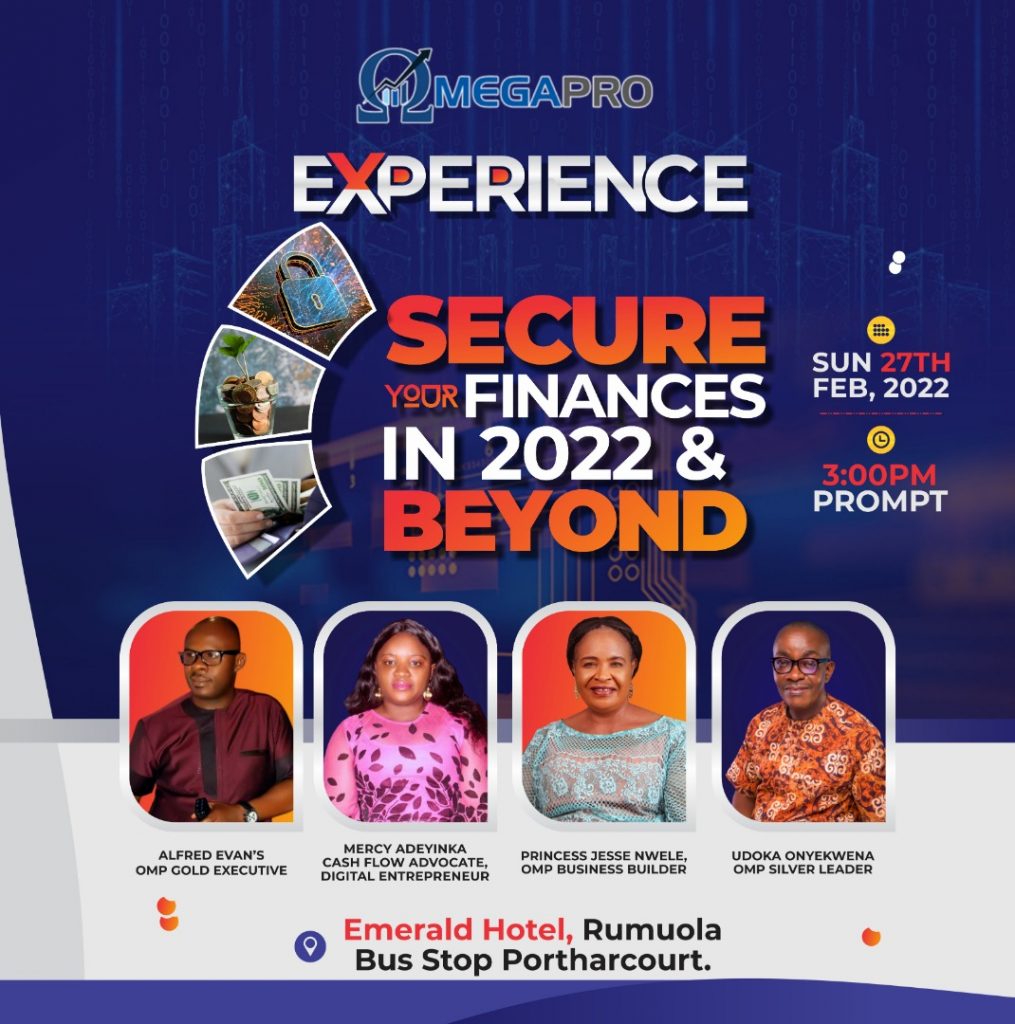 ΩMEGAPRO
EXPERIENCE
SECURE
YOUR FINANCES
IN 2022 &
BEYOND
SUN 27TH
FEB, 2022
3:00PM
PROMPT
ALFRED EVAN'S
OMP GOLD EXECUTIVE
MERCY ADEYINKA
CASH FLOW ADVOCATE,
DIGITAL ENTREPRENEUR
PRINCESS JESSE NWELE,
OMP BUSINESS BUILDER
UDOKA ONYEKWENA
OMP SILVER LEADER
Emerald Hotel, Rumuola
Bus Stop Portharcourt.